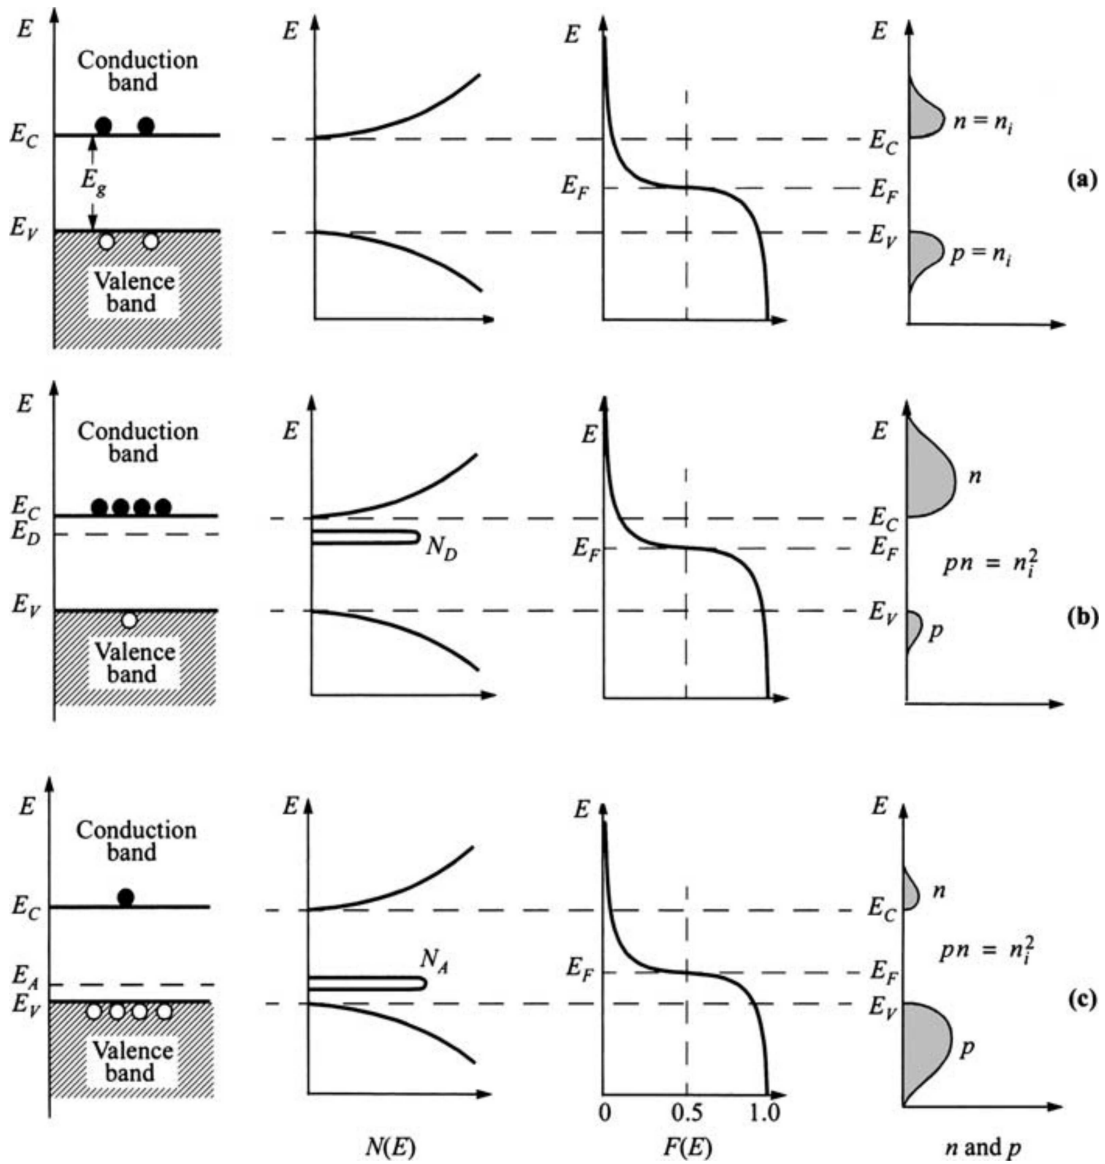 E
Conduction
band
E_C
E_g
E_V
Valence
band
E
E
E_F
E
n = n_i
E_C
E_F
E_V
p = n_i
(a)
E
Conduction
band
E_C
E_D
E_V
Valence
band
E
N_D
E
E_F
E
n
E_C
E_F
pn = n_i^2
E_V
p
(b)
E
Conduction
band
E_C
E_A
E_V
Valence
band
E
N_A
N(E)
E
E_F
0 0.5 1.0
F(E)
E
n
E_C
pn = n_i^2
E_F
E_V
p
(c)
n and p